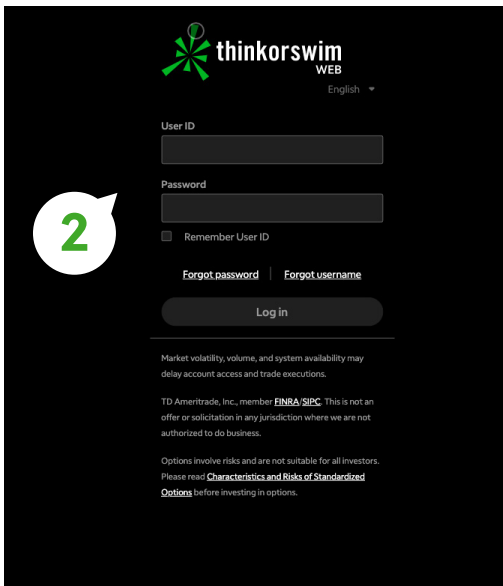 thinkorswim
WEB
English
User ID
Password
2
Remember User ID
Forgot password | Forgot username
Log in
Market volatility, volume, and system availability may
delay account access and trade executions.
TD Ameritrade, Inc., member FINRA/SIPC. This is not an
offer or solicitation in any jurisdiction where we are not
authorized to do business.
Options involve risks and are not suitable for all investors.
Please read Characteristics and Risks of Standardized
Options before investing in options.